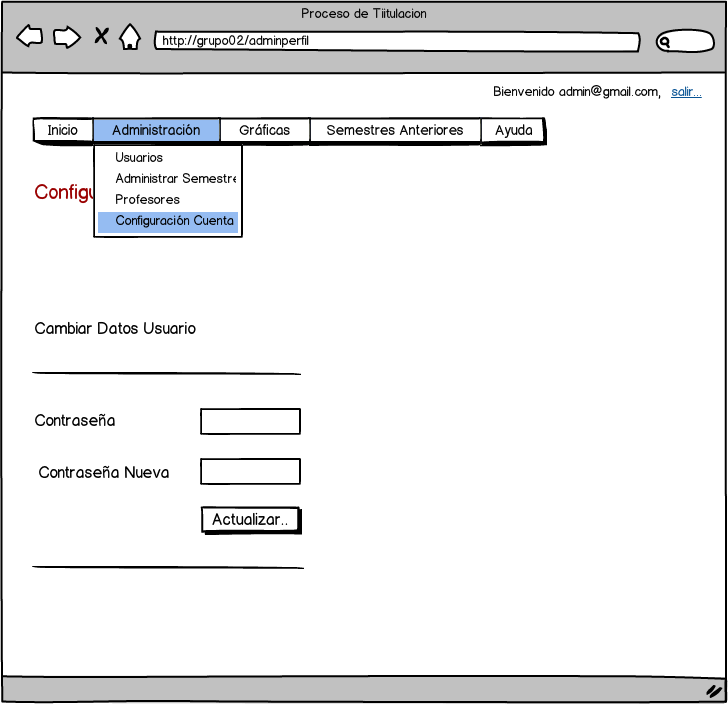 Proceso de Tiitulacion
http://grupo02/adminperfil
Bienvenido admin@gmail.com, salir...
Inicio Administración Gráficas Semestres Anteriores Ayuda
Usuarios
Administrar Semestre
Profesores
Configuración Cuenta
Configu
Cambiar Datos Usuario
Contraseña
Contraseña Nueva
Actualizar..